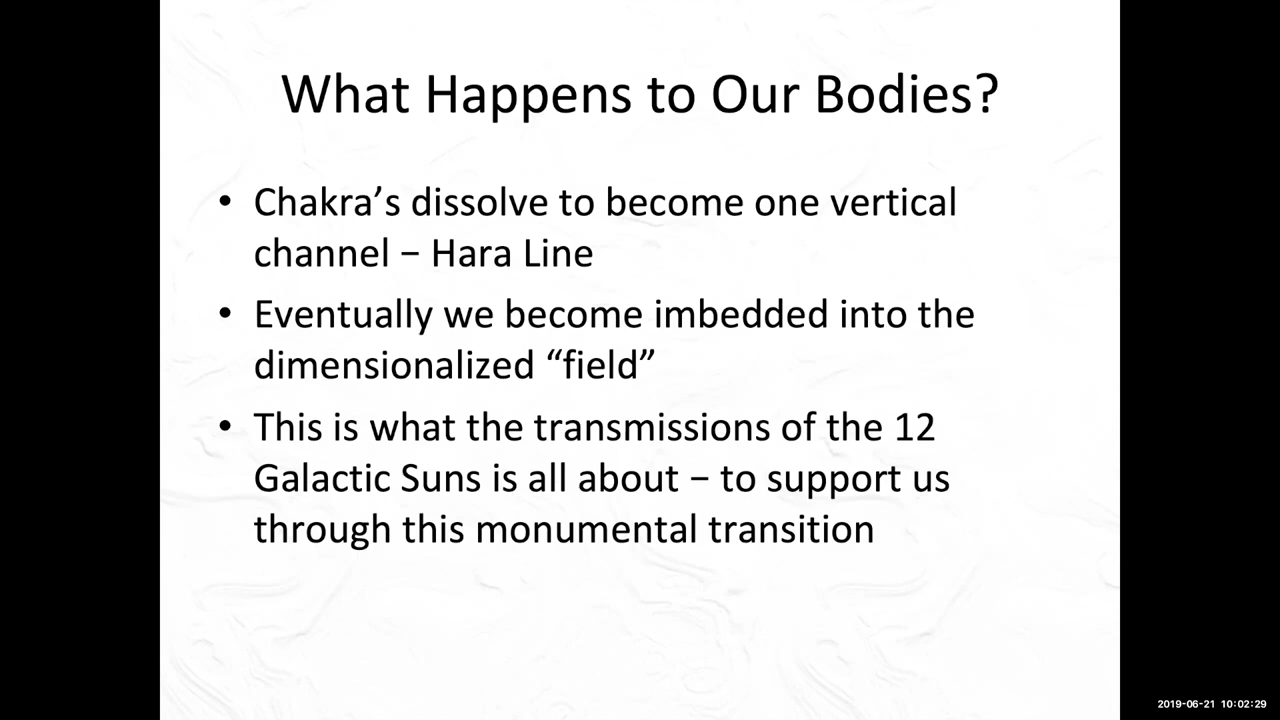 What Happens to Our Bodies?
• Chakra’s dissolve to become one vertical
channel – Hara Line
• Eventually we become imbedded into the
dimensionalized “field”
• This is what the transmissions of the 12
Galactic Suns is all about – to support us
through this monumental transition
2019-06-21 10:02:29